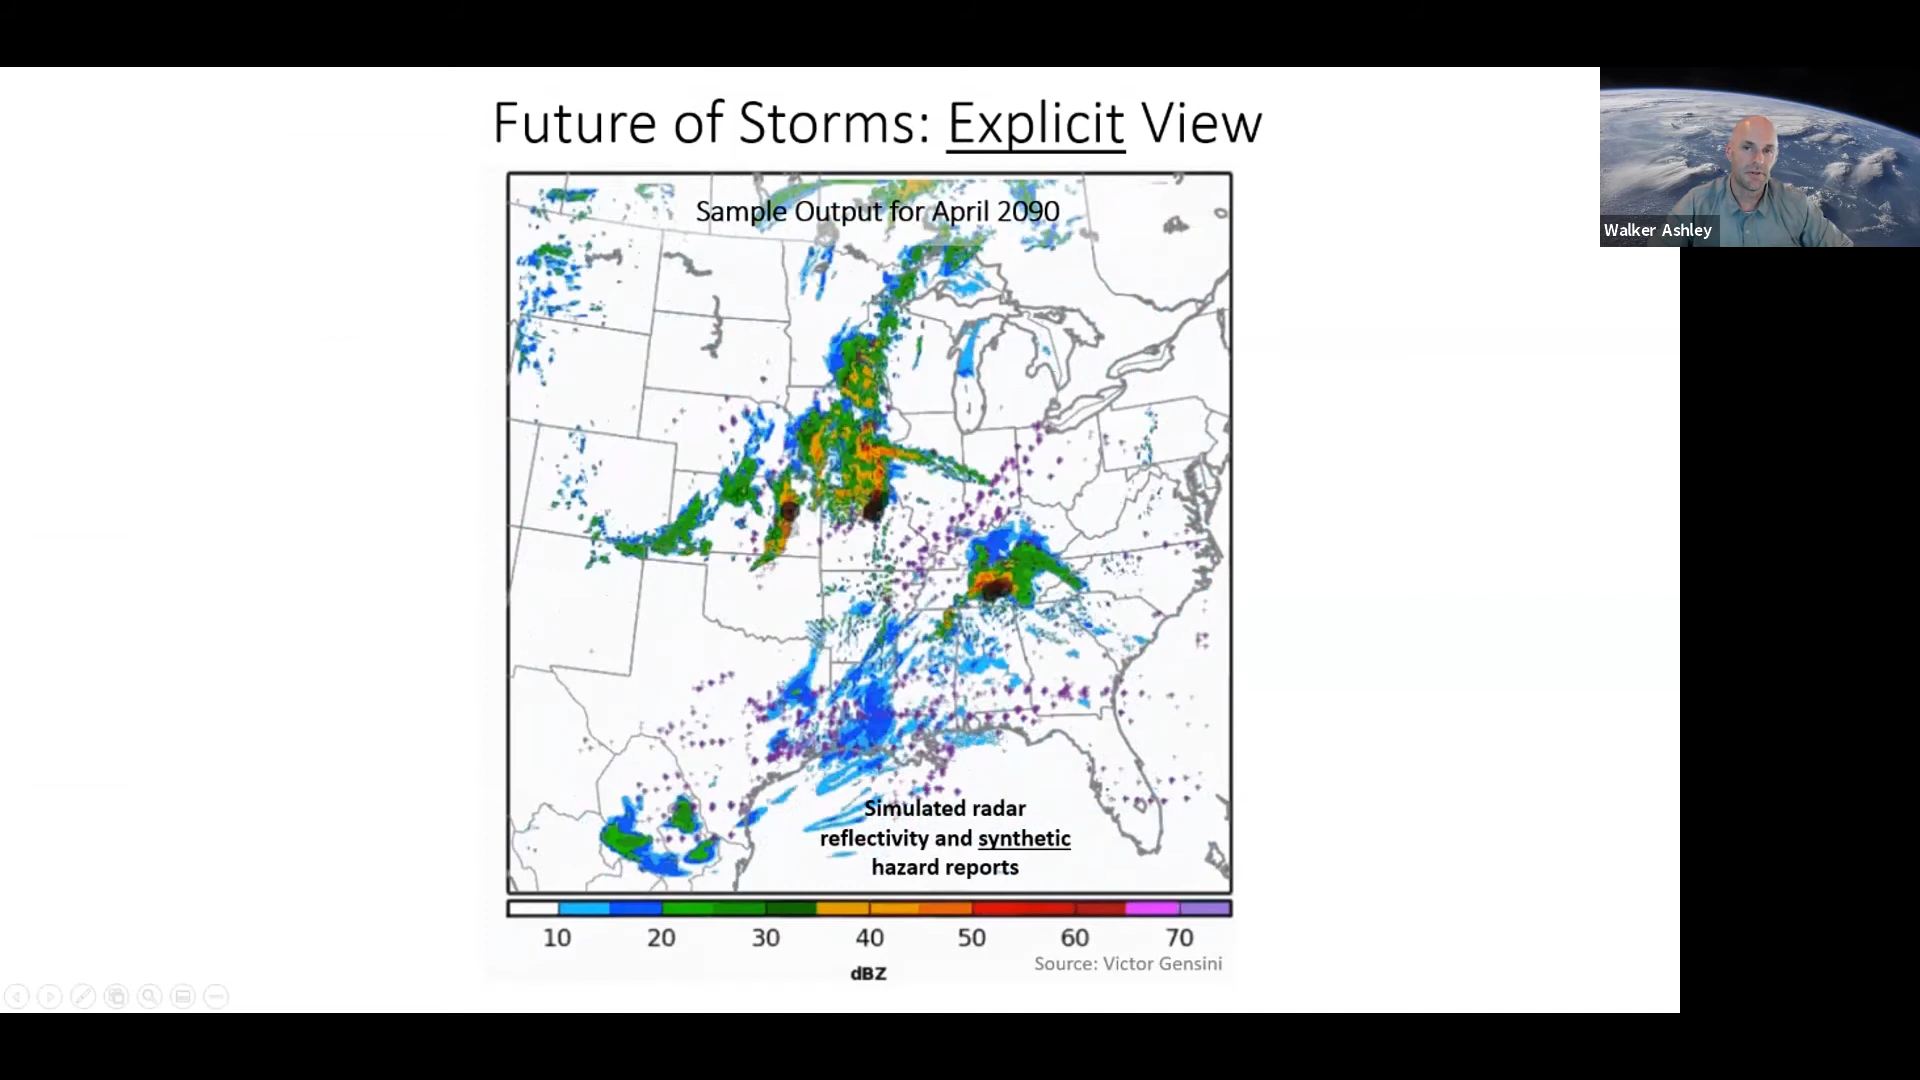 Future of Storms: Explicit View
Walker Ashley
Sample Output for April 2090
Simulated radar
reflectivity and synthetic
hazard reports
10 20 30 40 50 60 70
dBZ
Source: Victor Gensini